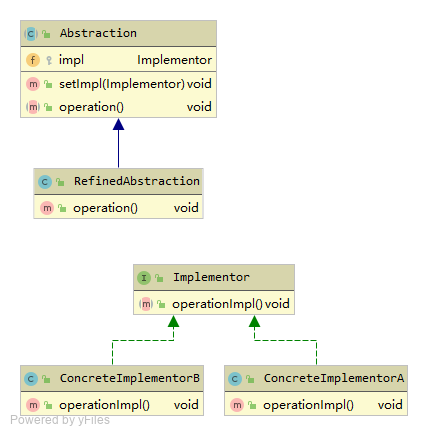 C Abstraction
f impl Implementor
m setImpl(Implementor) void
m operation() void
C RefinedAbstraction
m operation() void
I Implementor
m operationImpl() void
C ConcreteImplementorB
m operationImpl() void
C ConcreteImplementorA
m operationImpl() void
Powered by yFiles